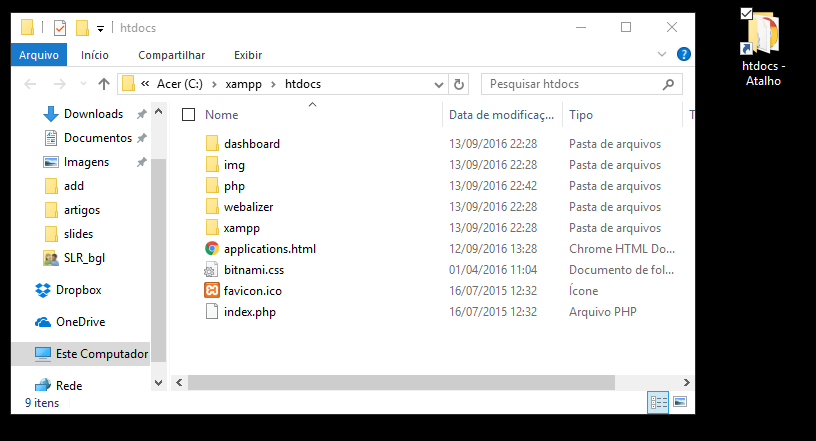 htdocs
Arquivo Início Compartilhar Exibir
Acer (C:) xampp htdocs Pesquisar htdocs
Downloads
Documentos
Imagens
add
artigos
slides
SLR_bgl
Dropbox
OneDrive
Este Computador
Rede
Nome Data de modificaç... Tipo T
dashboard 13/09/2016 22:28 Pasta de arquivos
img 13/09/2016 22:28 Pasta de arquivos
php 13/09/2016 22:42 Pasta de arquivos
webalizer 13/09/2016 22:28 Pasta de arquivos
xampp 13/09/2016 22:28 Pasta de arquivos
applications.html 12/09/2016 13:28 Chrome HTML Do...
bitnami.css 01/04/2016 11:04 Documento de fol...
favicon.ico 16/07/2015 12:32 Ícone
index.php 16/07/2015 12:32 Arquivo PHP
9 itens
htdocs -
Atalho